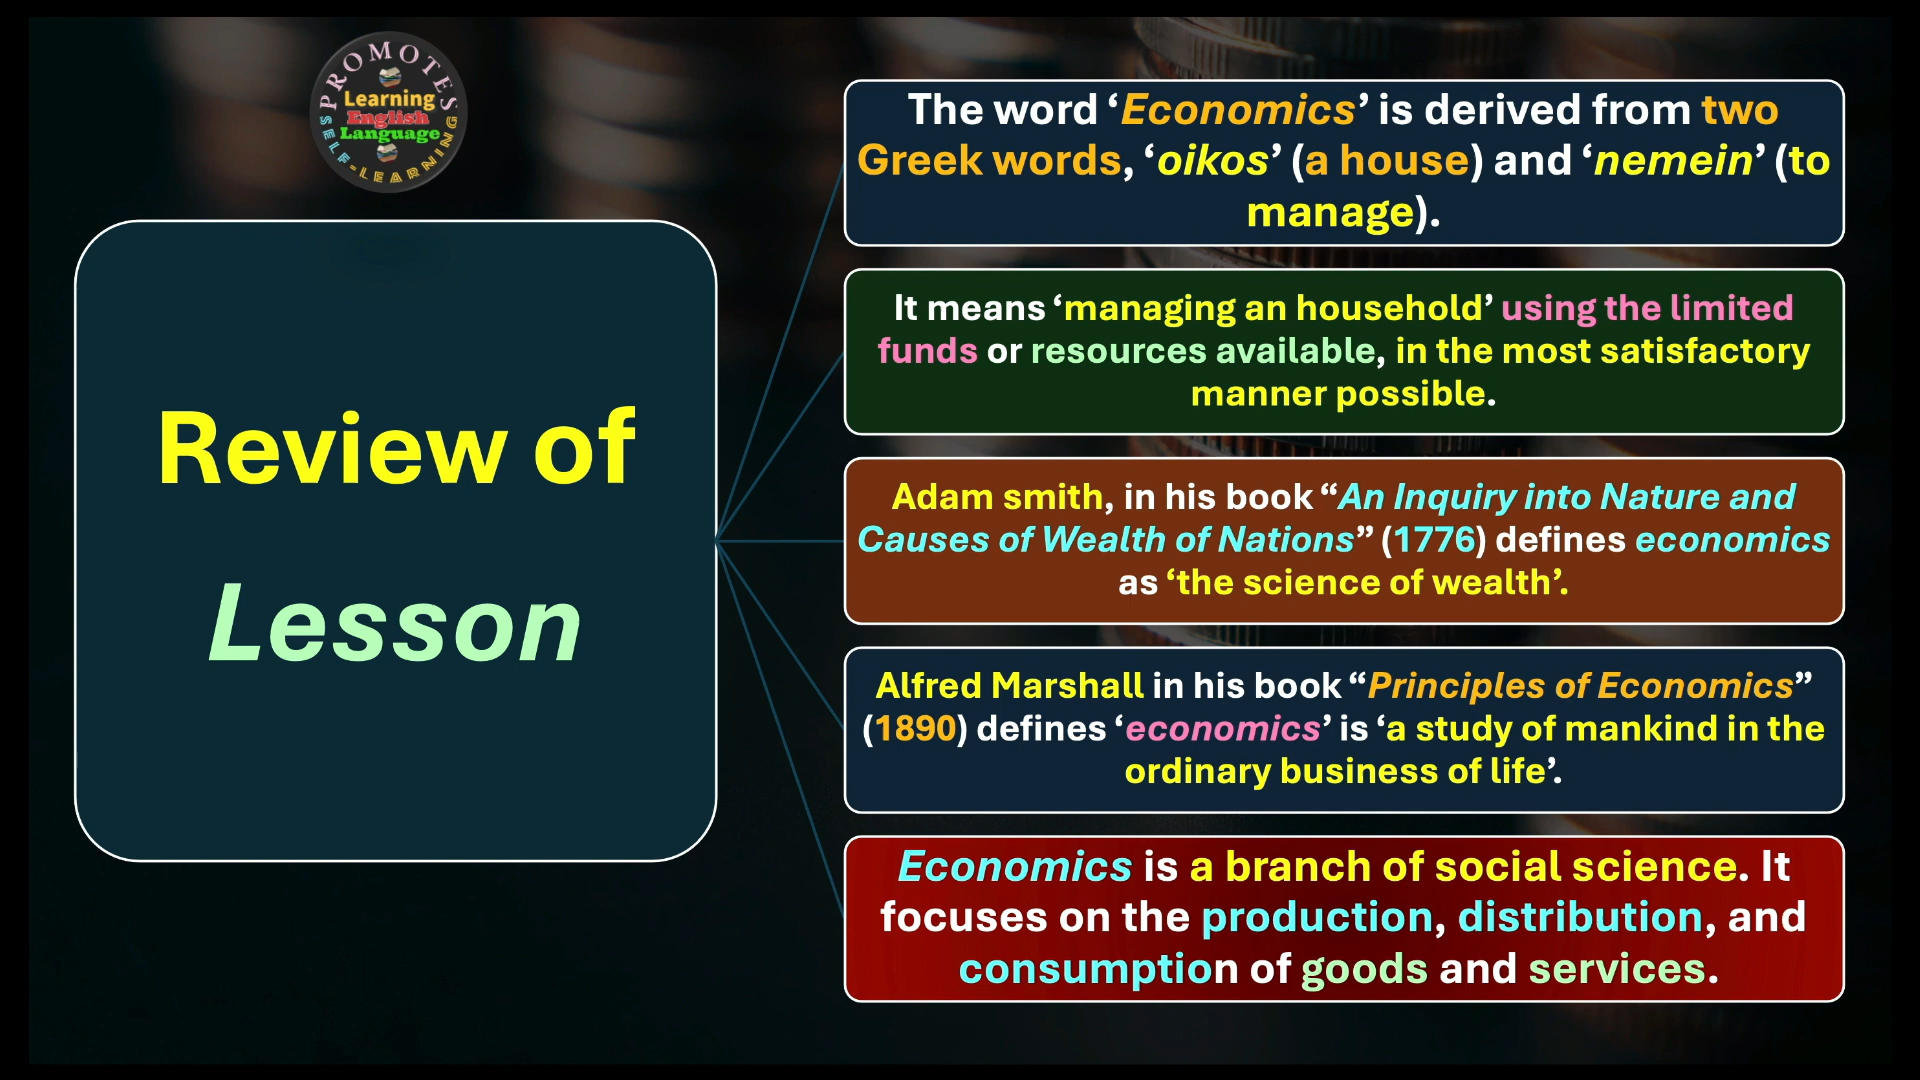 PROMOTES
Learning
English
Language
SELF-LEARNING
Review of
Lesson
The word ‘Economics’ is derived from two
Greek words, ‘oikos’ (a house) and ‘nemein’ (to
manage).
It means ‘managing an household’ using the limited
funds or resources available, in the most satisfactory
manner possible.
Adam smith, in his book “An Inquiry into Nature and
Causes of Wealth of Nations” (1776) defines economics
as ‘the science of wealth’.
Alfred Marshall in his book “Principles of Economics”
(1890) defines ‘economics’ is ‘a study of mankind in the
ordinary business of life’.
Economics is a branch of social science. It
focuses on the production, distribution, and
consumption of goods and services.